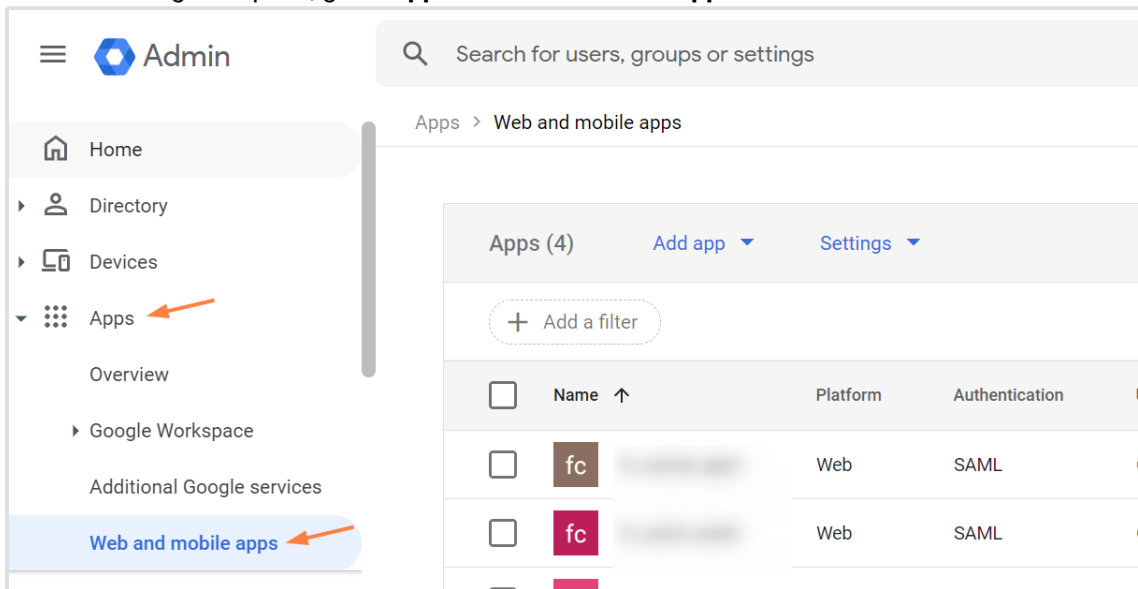 Admin
Search for users, groups or settings
Apps > Web and mobile apps
Home
Directory
Devices
Apps
Overview
Google Workspace
Additional Google services
Web and mobile apps
Apps (4) Add app Settings
+ Add a filter
Name ↑ Platform Authentication
fc Web SAML
fc Web SAML